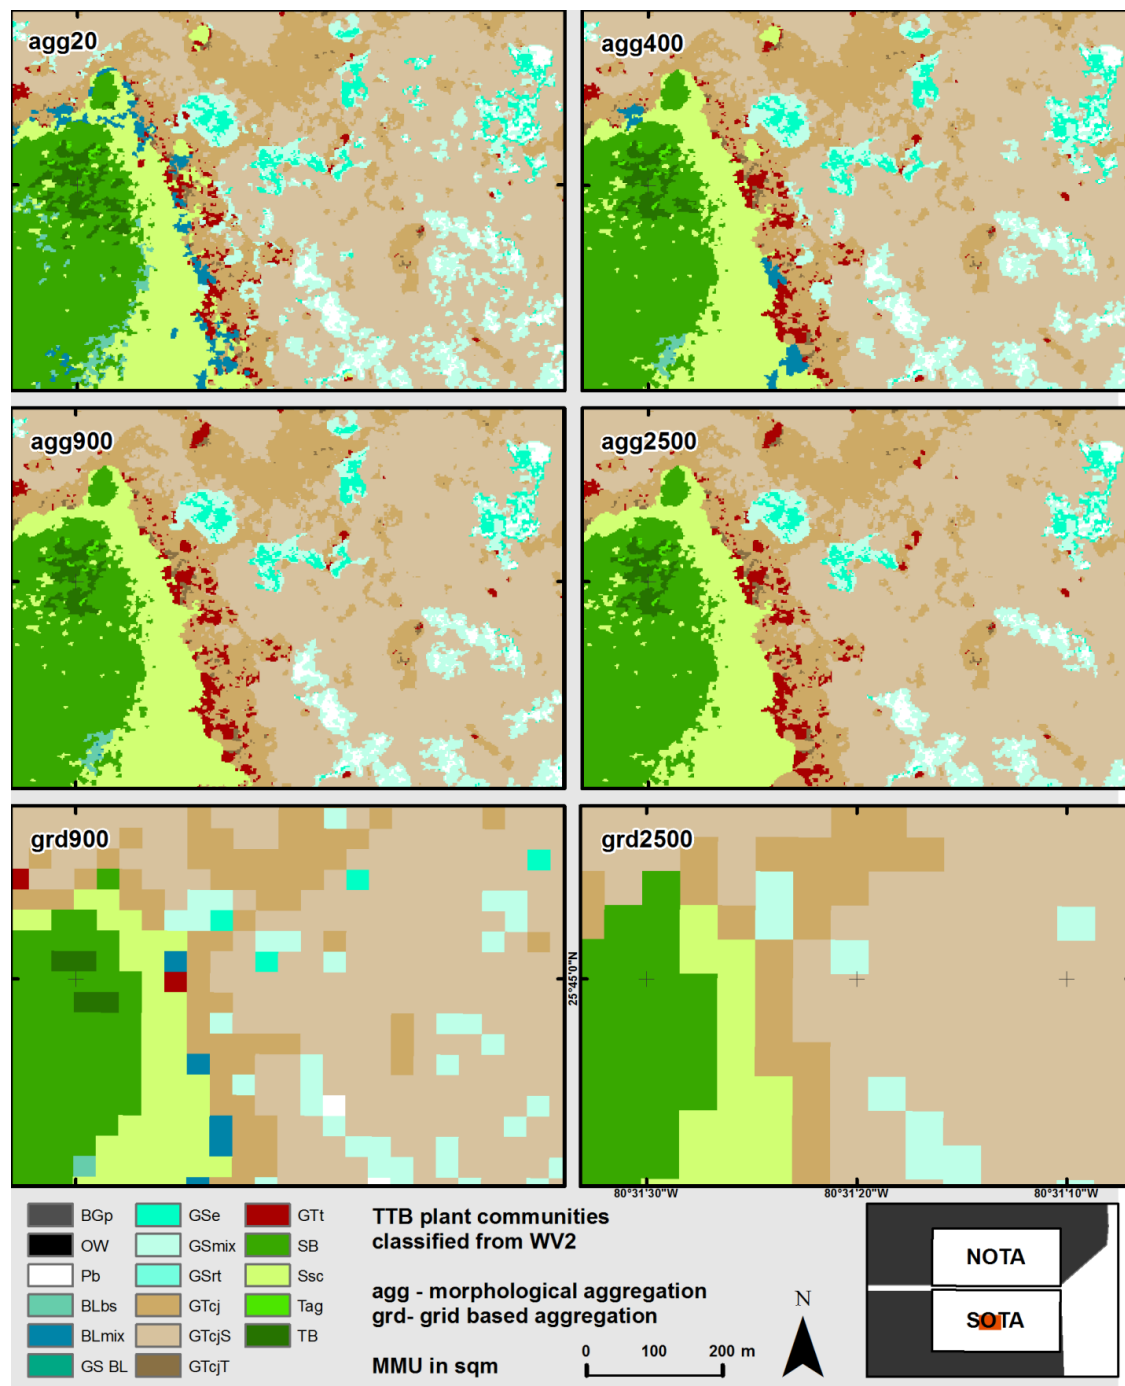 agg20
agg400
agg900
agg2500
grd900
grd2500
25°45'0"N
80°31'30"W
80°31'20"W
80°31'10"W
BGp
OW
Pb
BLbs
BLmix
GS BL
GSe
GSmix
GSrt
GTcj
GTcjS
GTcjT
GTt
SB
Ssc
Tag
TB
TTB plant communities
classified from WV2
agg - morphological aggregation
grd- grid based aggregation
MMU in sqm
0 100 200 m
N
NOTA
SOTA